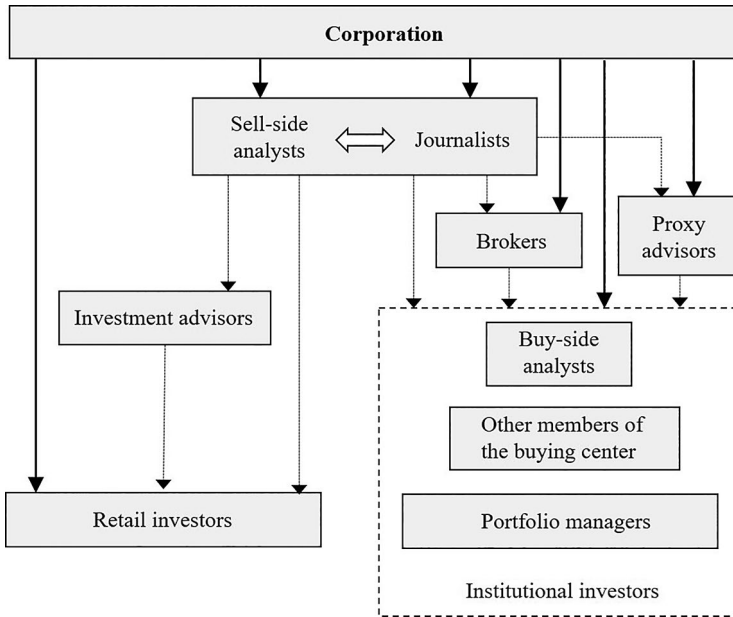 Corporation
Sell-side
analysts
Journalists
Brokers
Proxy
advisors
Investment advisors
Buy-side
analysts
Other members of
the buying center
Retail investors
Portfolio managers
Institutional investors